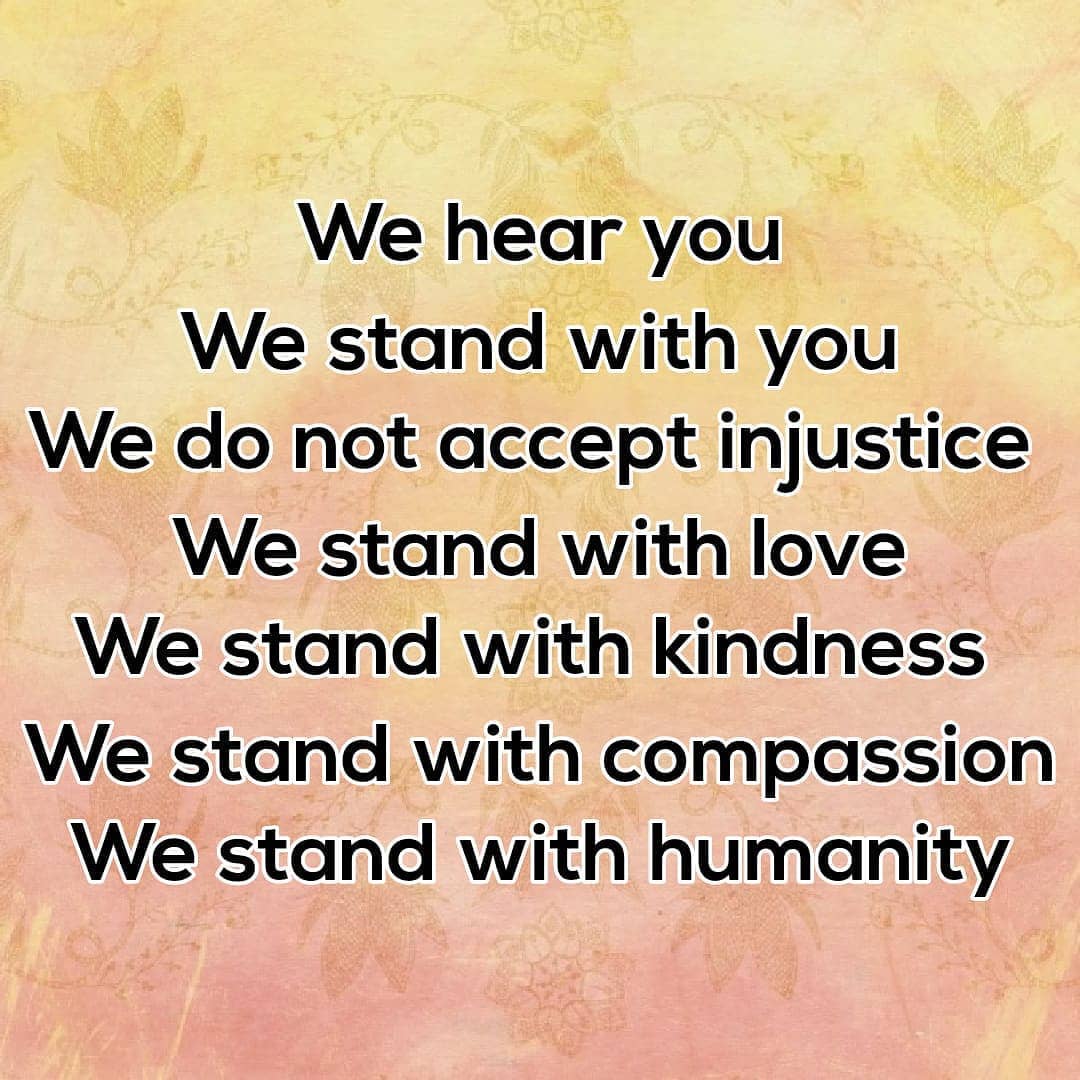 We hear you
We stand with you
We do not accept injustice
We stand with love
We stand with kindness
We stand with compassion
We stand with humanity